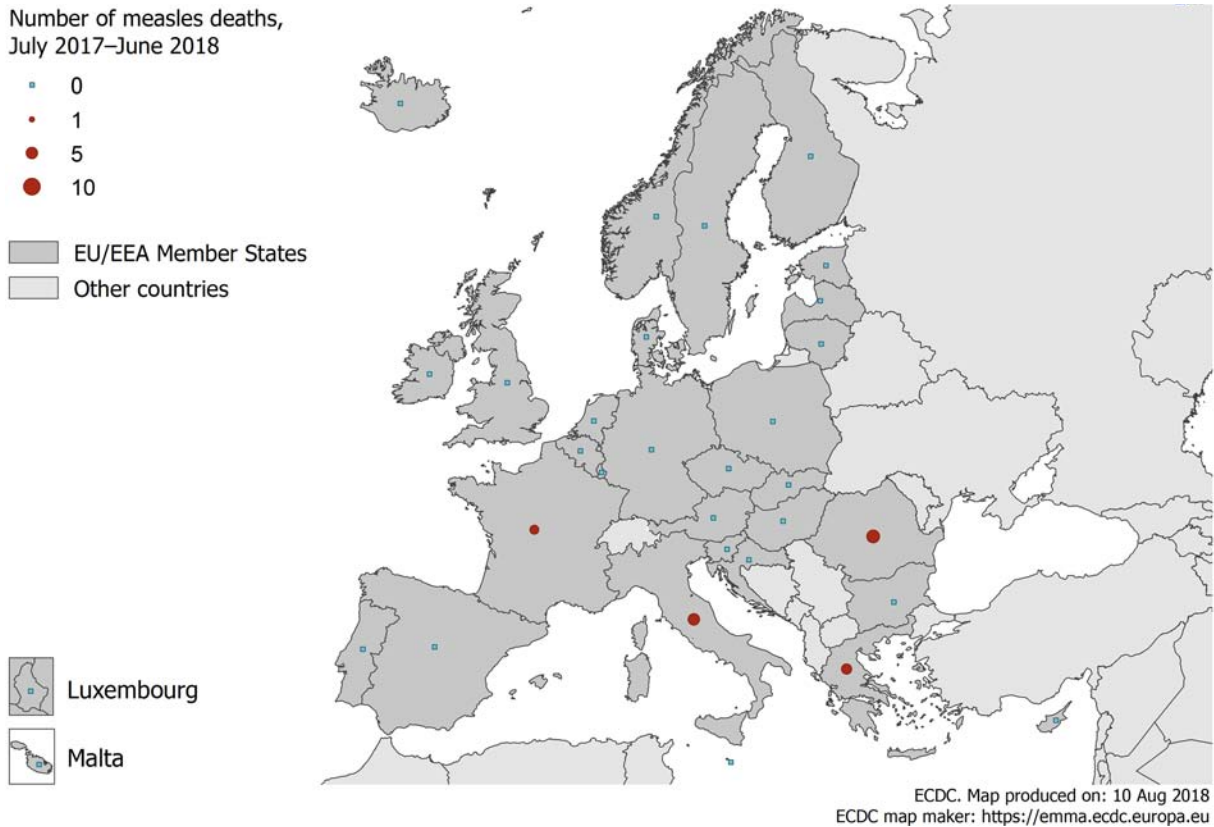 Number of measles deaths,
July 2017–June 2018
0
1
5
10
EU/EEA Member States
Other countries
Luxembourg
Malta
ECDC. Map produced on: 10 Aug 2018
ECDC map maker: https://emma.ecdc.europa.eu